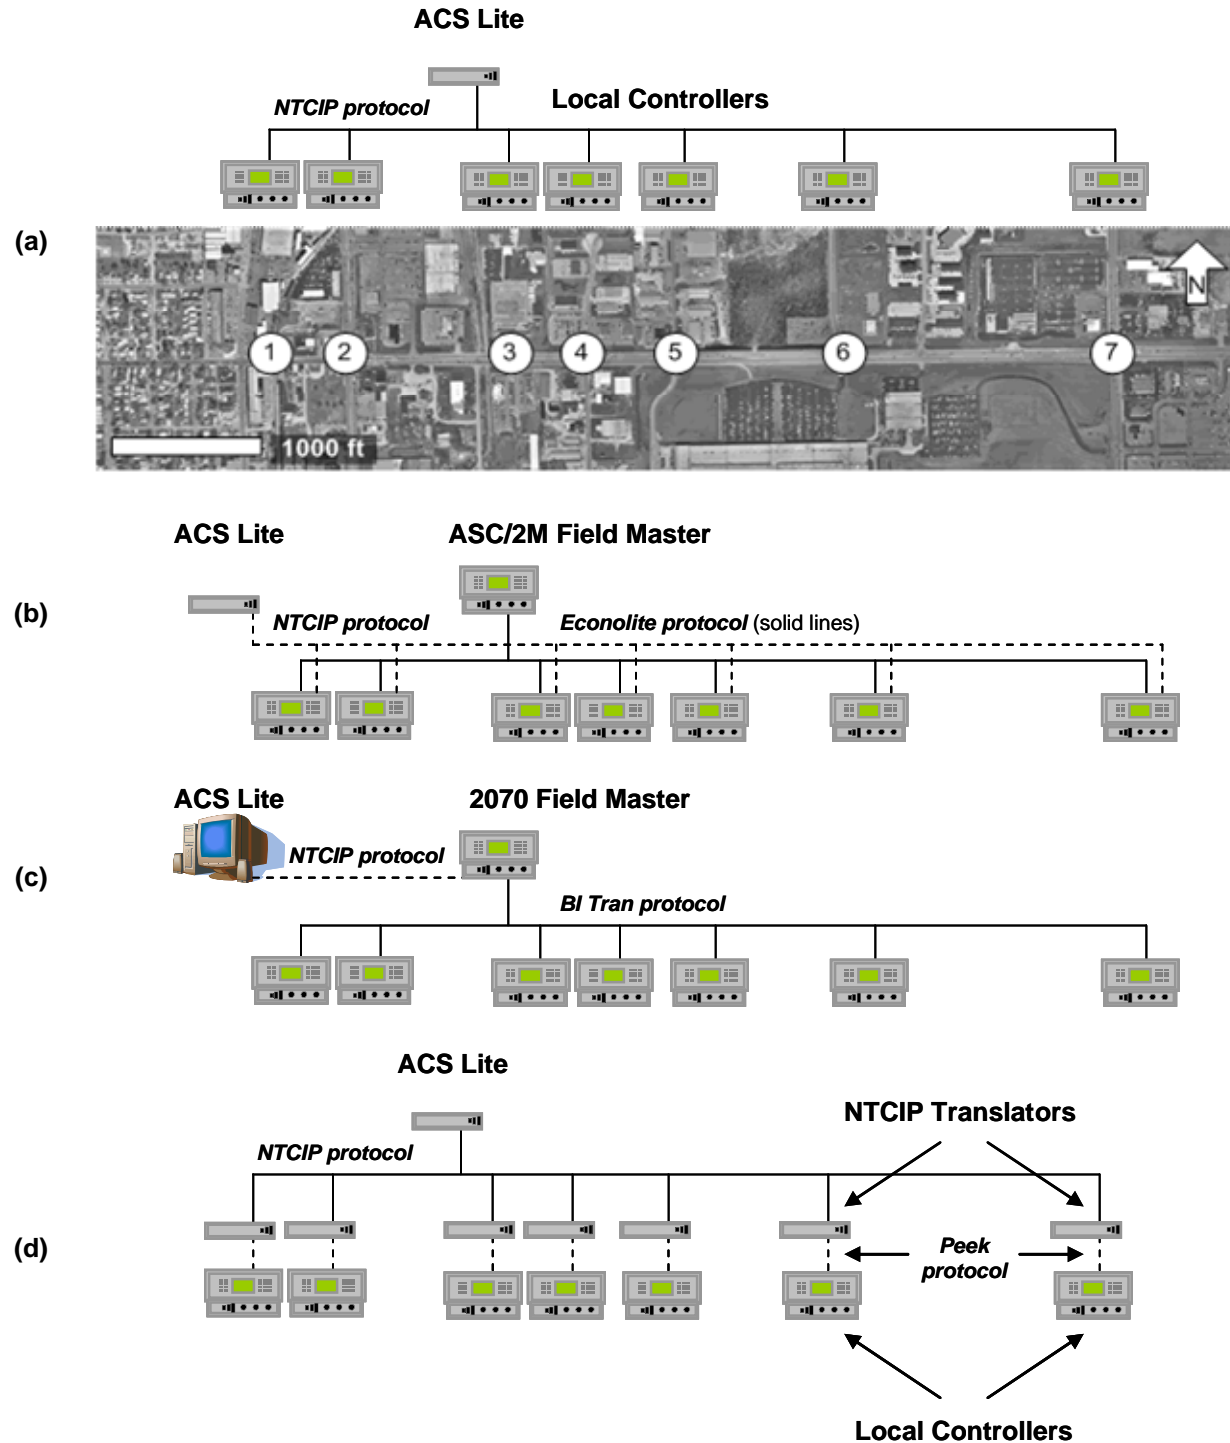 ACS Lite
NTCIP protocol
Local Controllers
(a)
N
1 2 3 4 5 6 7
1000 ft
ACS Lite
ASC/2M Field Master
(b)
NTCIP protocol
Econolite protocol (solid lines)
ACS Lite
2070 Field Master
NTCIP protocol
(c)
BI Tran protocol
ACS Lite
NTCIP Translators
NTCIP protocol
(d)
Peek
protocol
Local Controllers